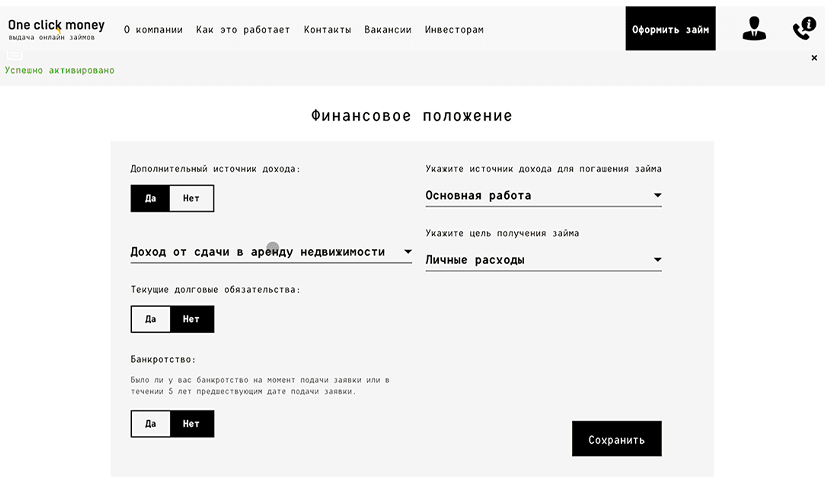 One click money
выдача онлайн займов
О компании Как это работает Контакты Вакансии Инвесторам
Оформить займ
Успешно активировано
Финансовое положение
Дополнительный источник дохода:
Да Нет
Доход от сдачи в аренду недвижимости
Текущие долговые обязательства:
Да Нет
Банкротство:
Было ли у вас банкротство на момент подачи заявки или в
течении 5 лет предшествующим дате подачи заявки.
Да Нет
Укажите источник дохода для погашения займа
Основная работа
Укажите цель получения займа
Личные расходы
Сохранить